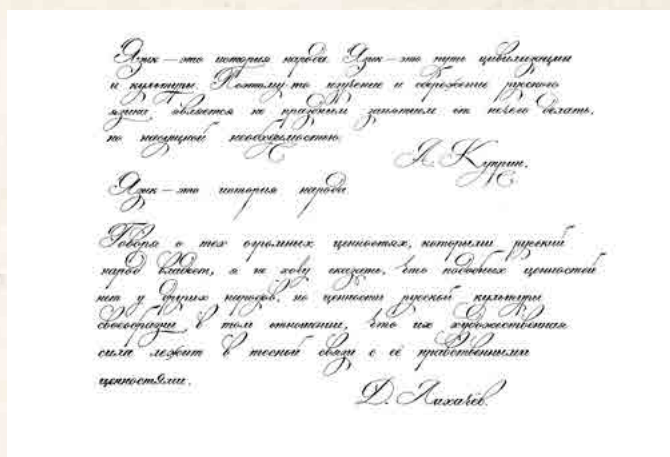 Язык – это история народа. Язык – это путь цивилизации
и культуры. Поэтому-то изучение и сбережение русского
языка является не праздным занятием от нечего делать,
но насущной необходимостью.
А. Куприн.
Язык – это история народа.
Говоря о тех огромных ценностях, которыми русский
народ владеет, я не хочу сказать, что подобных ценностей
нет у других народов, но ценности русской культуры
своеобразны в том отношении, что их художественная
сила лежит в тесной связи с её нравственными
ценностями.
Д. Лихачёв.